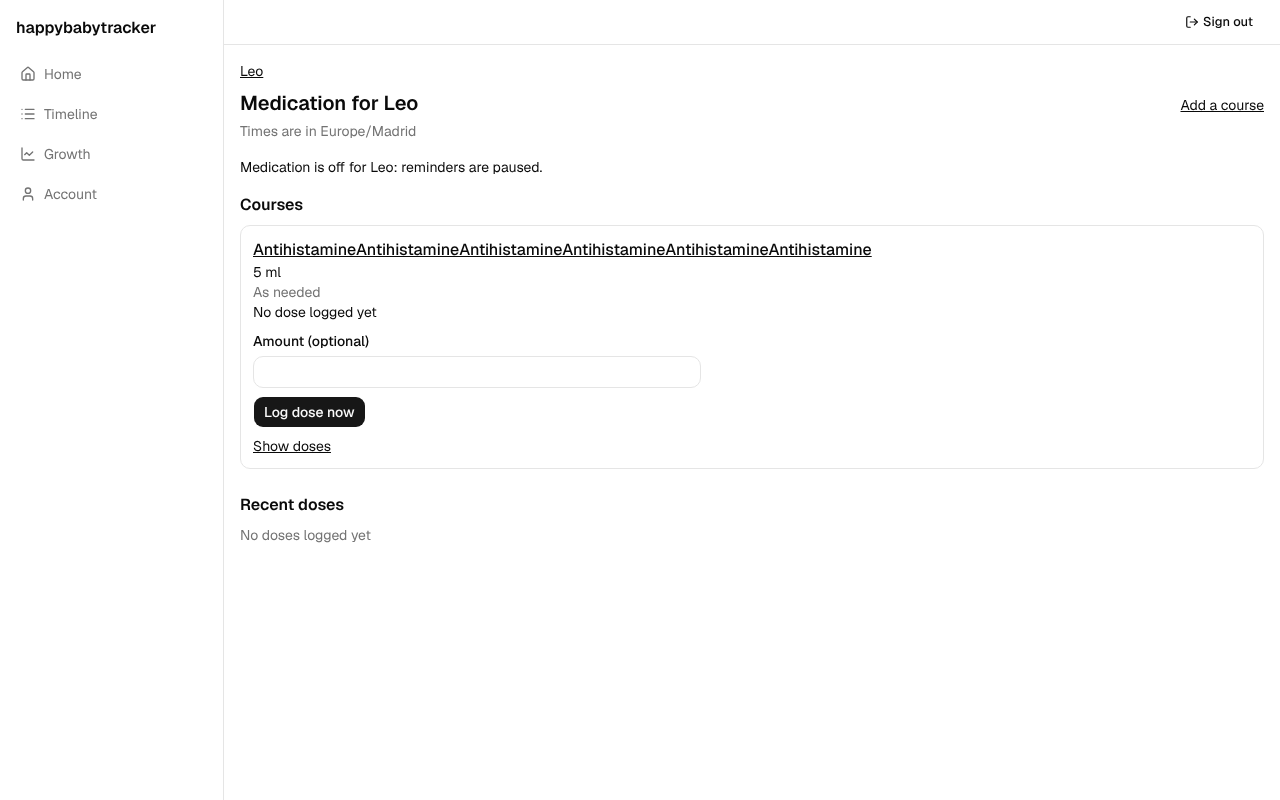 happybabytracker
Sign out
Home
Timeline
Growth
Account
Leo
Medication for Leo
Add a course
Times are in Europe/Madrid
Medication is off for Leo: reminders are paused.
Courses
AntihistamineAntihistamineAntihistamineAntihistamineAntihistamineAntihistamine
5 ml
As needed
No dose logged yet
Amount (optional)
Log dose now
Show doses
Recent doses
No doses logged yet